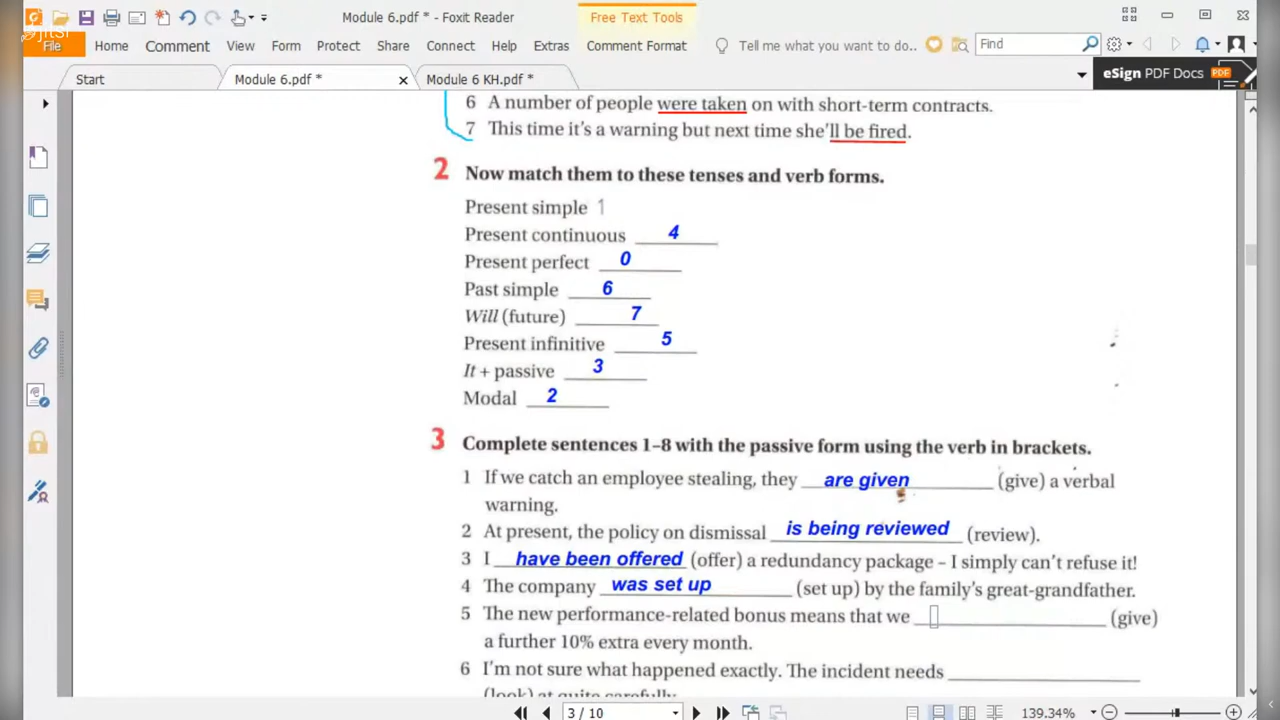 Module 6.pdf * - Foxit Reader
Free Text Tools
File Home Comment View Form Protect Share Connect Help Extras Comment Format Tell me what you want to do.. Find
Start Module 6.pdf * Module 6 KH.pdf * eSign PDF Docs PDF
6 A number of people were taken on with short-term contracts.
7 This time it's a warning but next time she'll be fired.
2 Now match them to these tenses and verb forms.
Present simple 1
Present continuous 4
Present perfect 0
Past simple 6
Will (future) 7
Present infinitive 5
It + passive 3
Modal 2
3 Complete sentences 1–8 with the passive form using the verb in brackets.
1 If we catch an employee stealing, they are given (give) a verbal
warning.
2 At present, the policy on dismissal is being reviewed (review).
3 I have been offered (offer) a redundancy package – I simply can't refuse it!
4 The company was set up (set up) by the family's great-grandfather.
5 The new performance-related bonus means that we ____ (give)
a further 10% extra every month.
6 I'm not sure what happened exactly. The incident needs ____
(look) at quite carefully.
3 / 10 139.34%